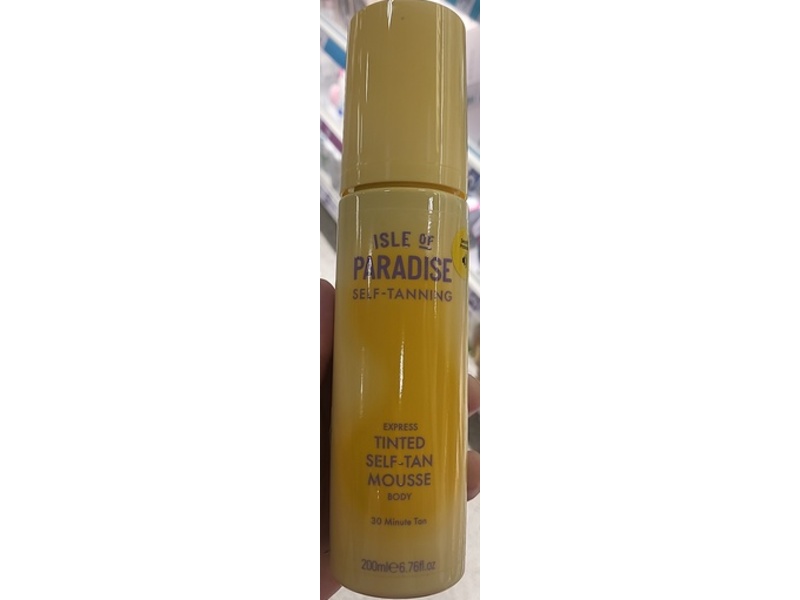 ISLE OF
PARADISE
SELF-TANNING
EXPRESS
TINTED
SELF-TAN
MOUSSE
BODY
20 Minute Tan
200ml℮6.76fl.oz